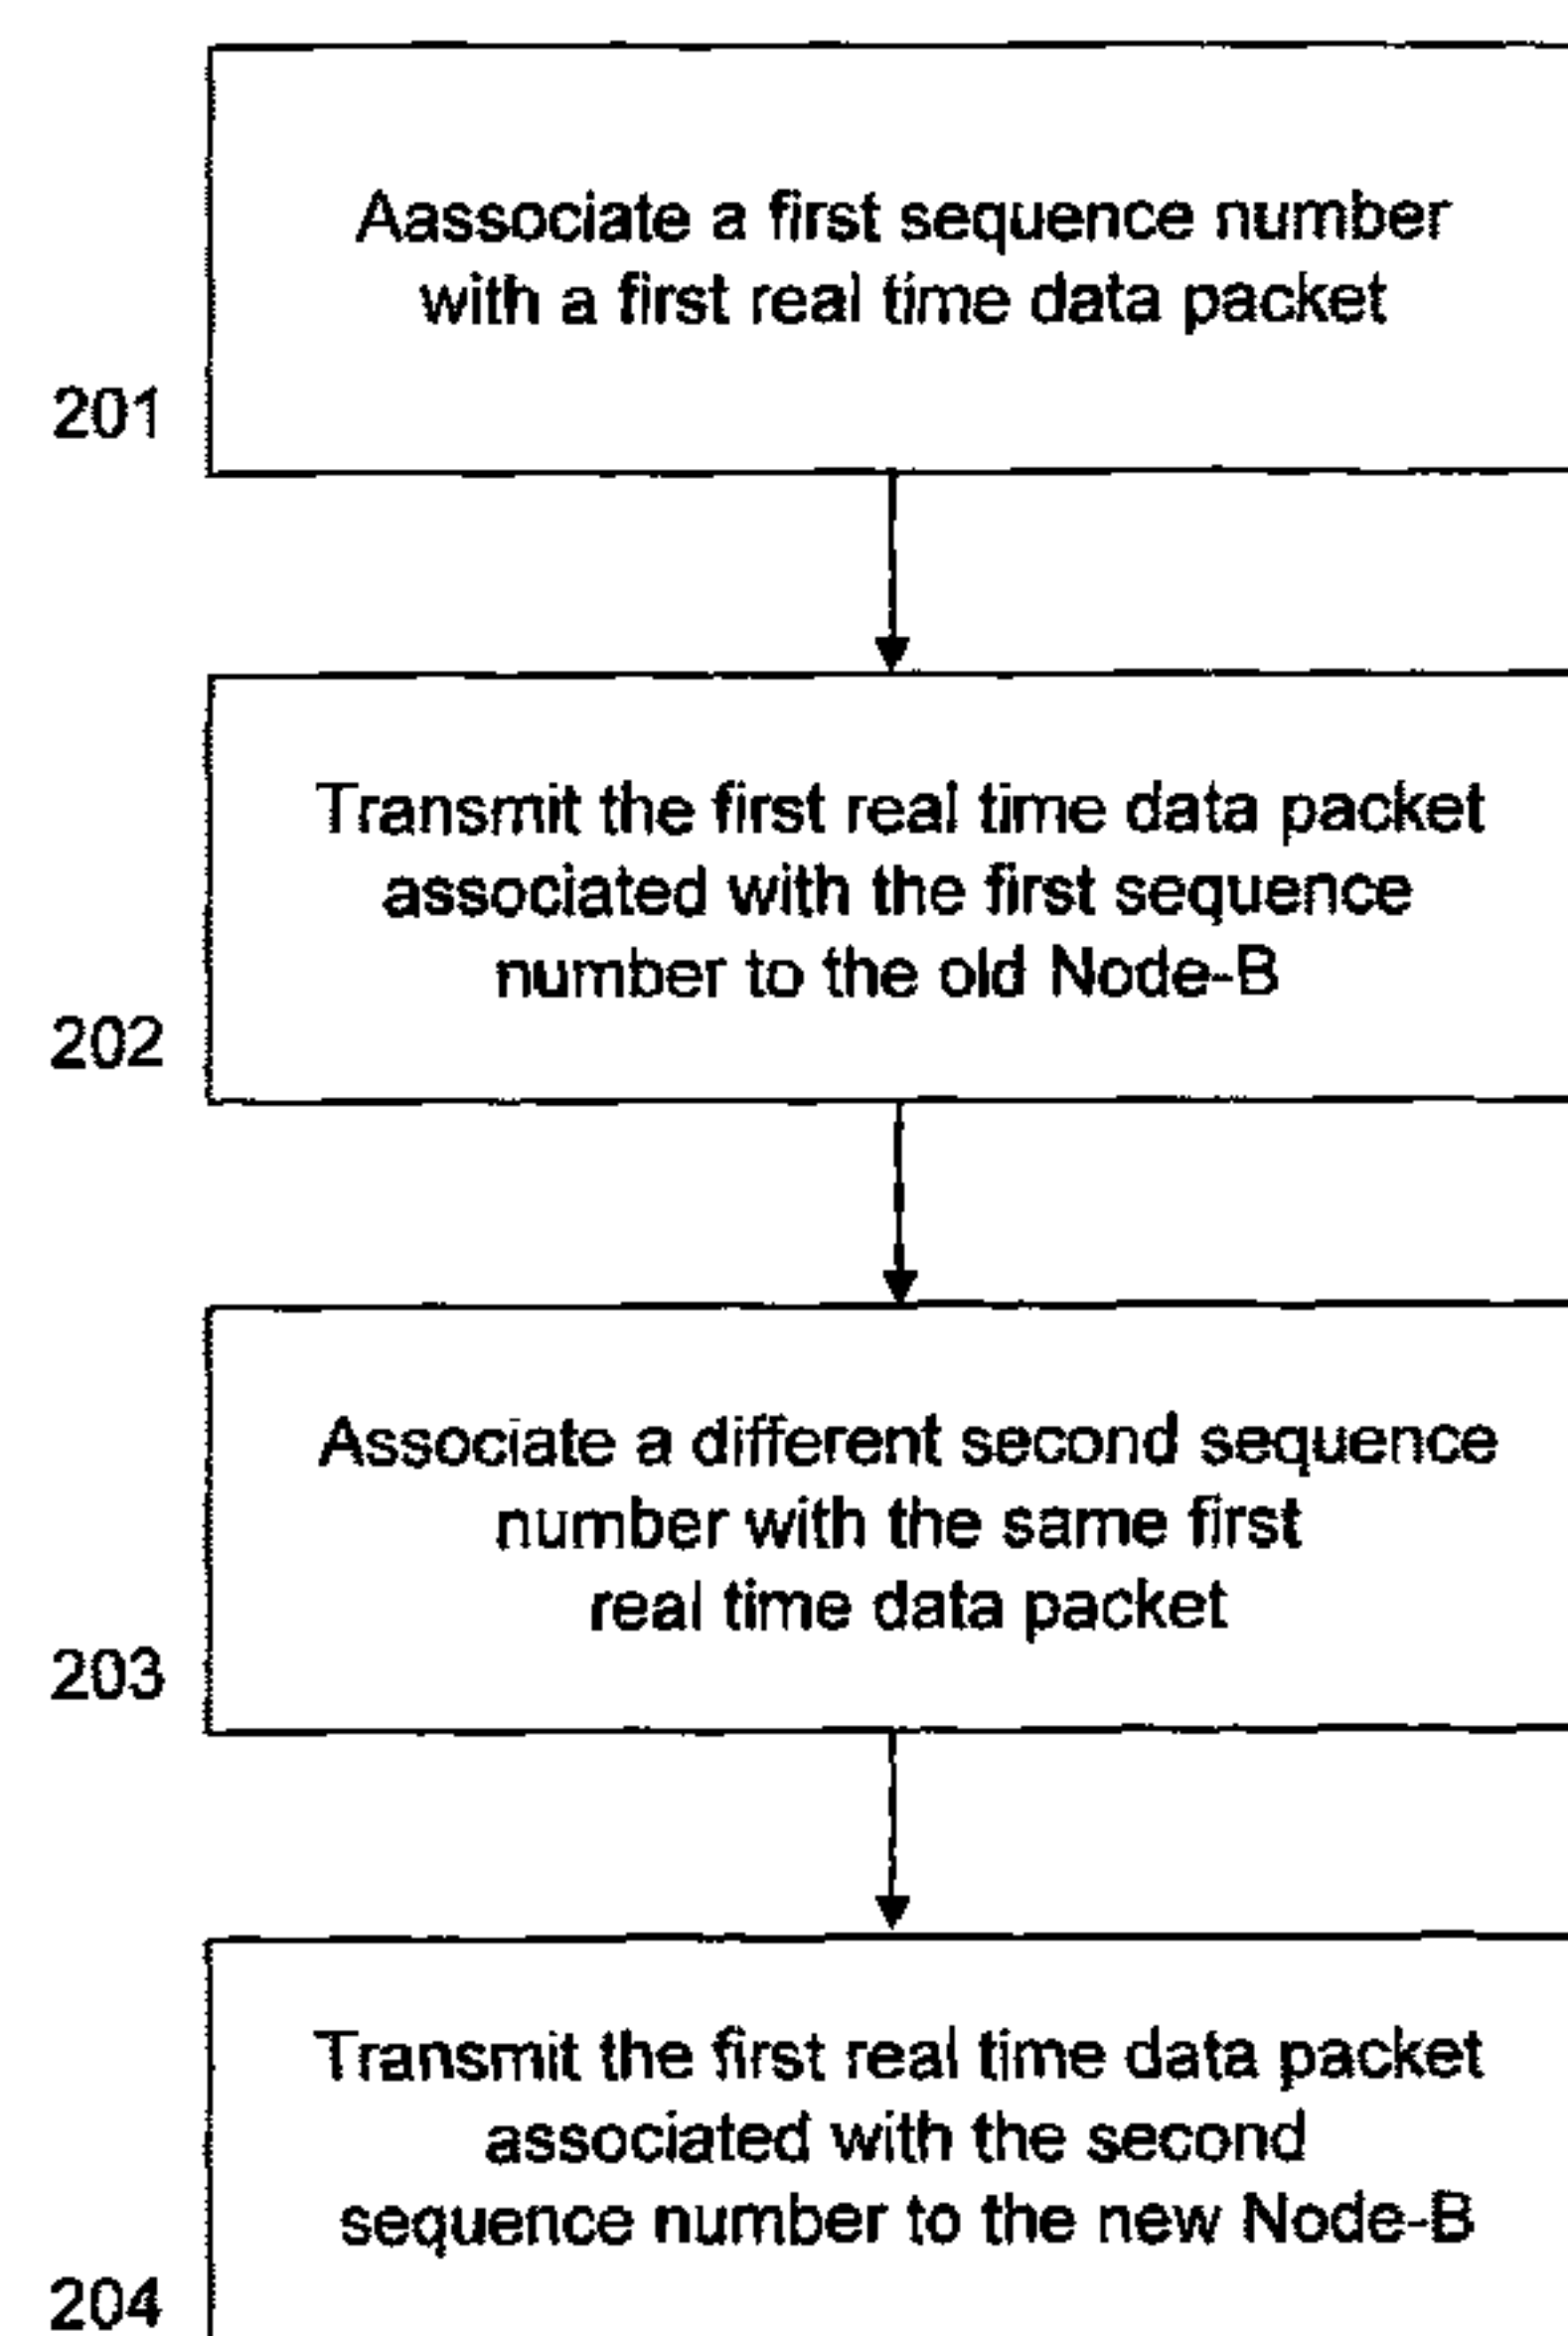 Aassociate a first sequence number
with a first real time data packet
201
Transmit the first real time data packet
associated with the first sequence
number to the old Node-B
202
Associate a different second sequence
number with the same first
real time data packet
203
Transmit the first real time data packet
associated with the second
sequence number to the new Node-B
204